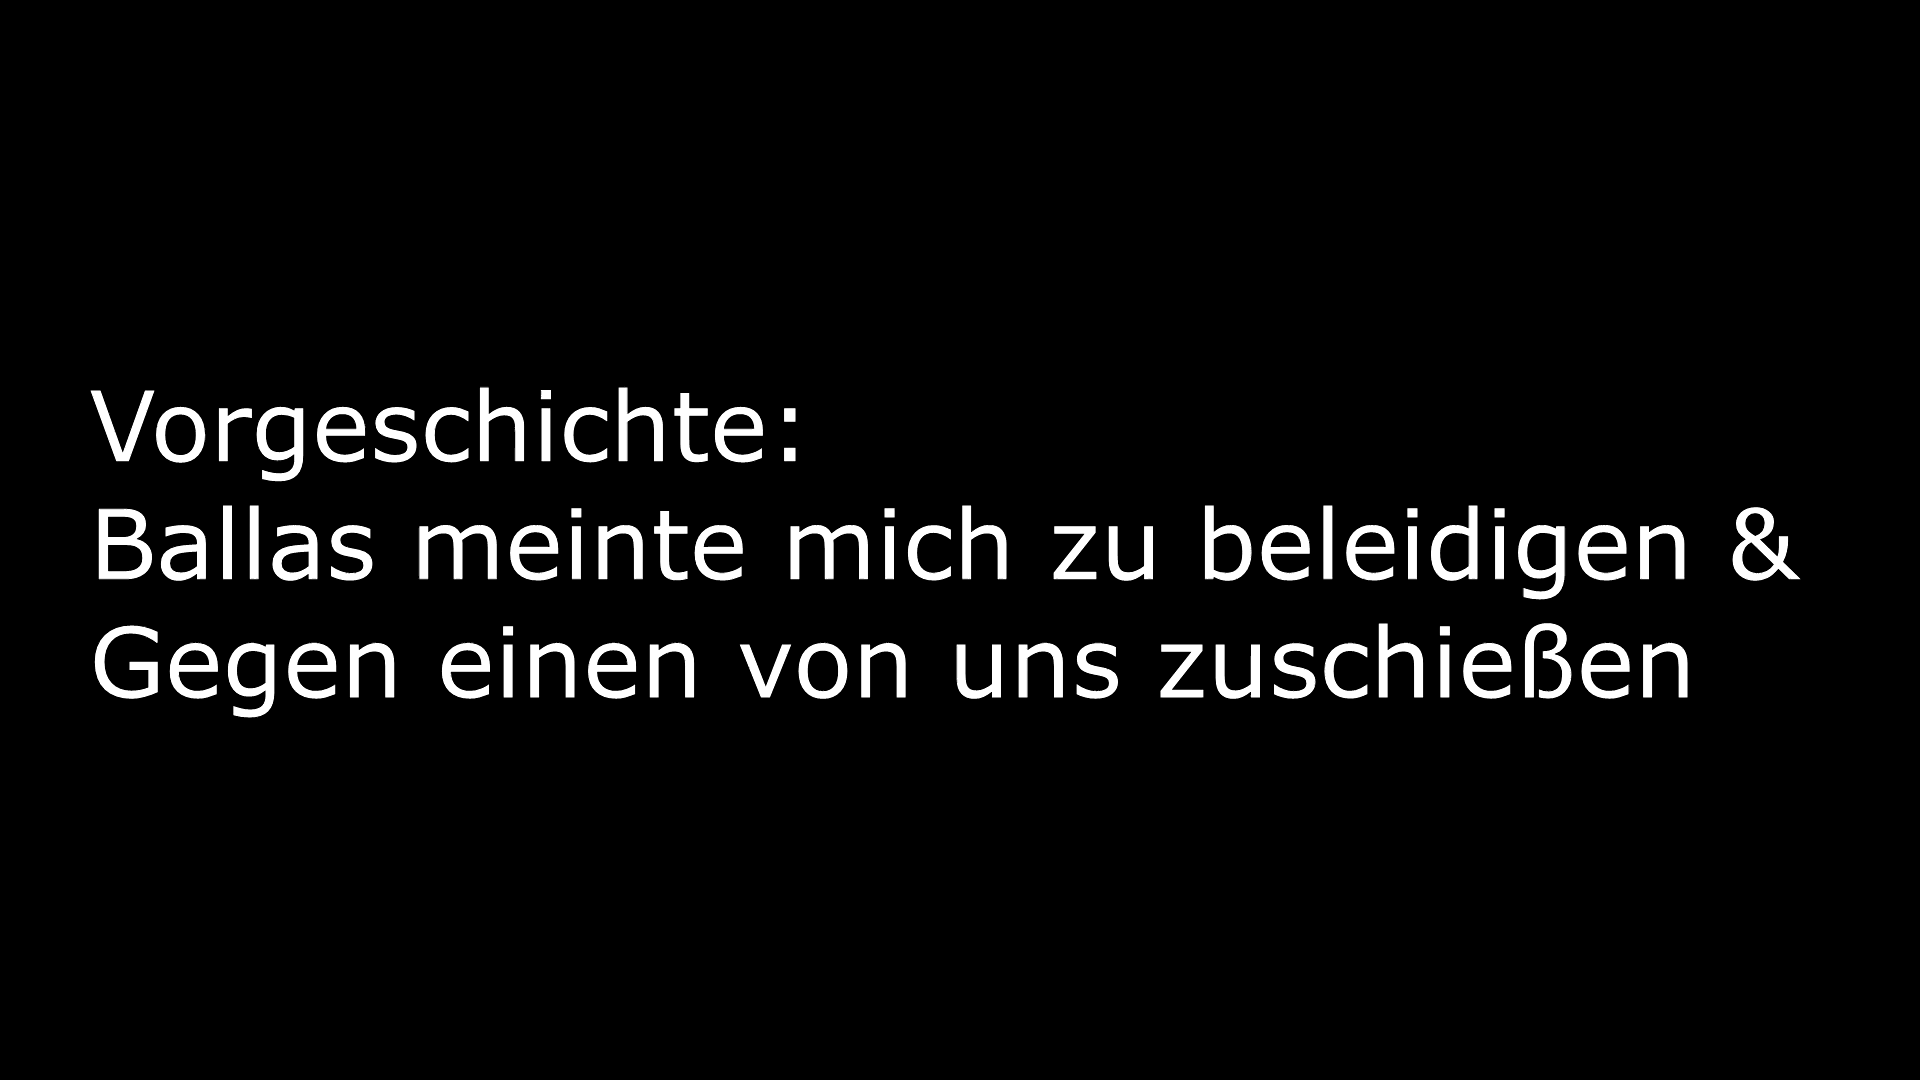 Vorgeschichte:
Ballas meinte mich zu beleidigen &
Gegen einen von uns zuschießen